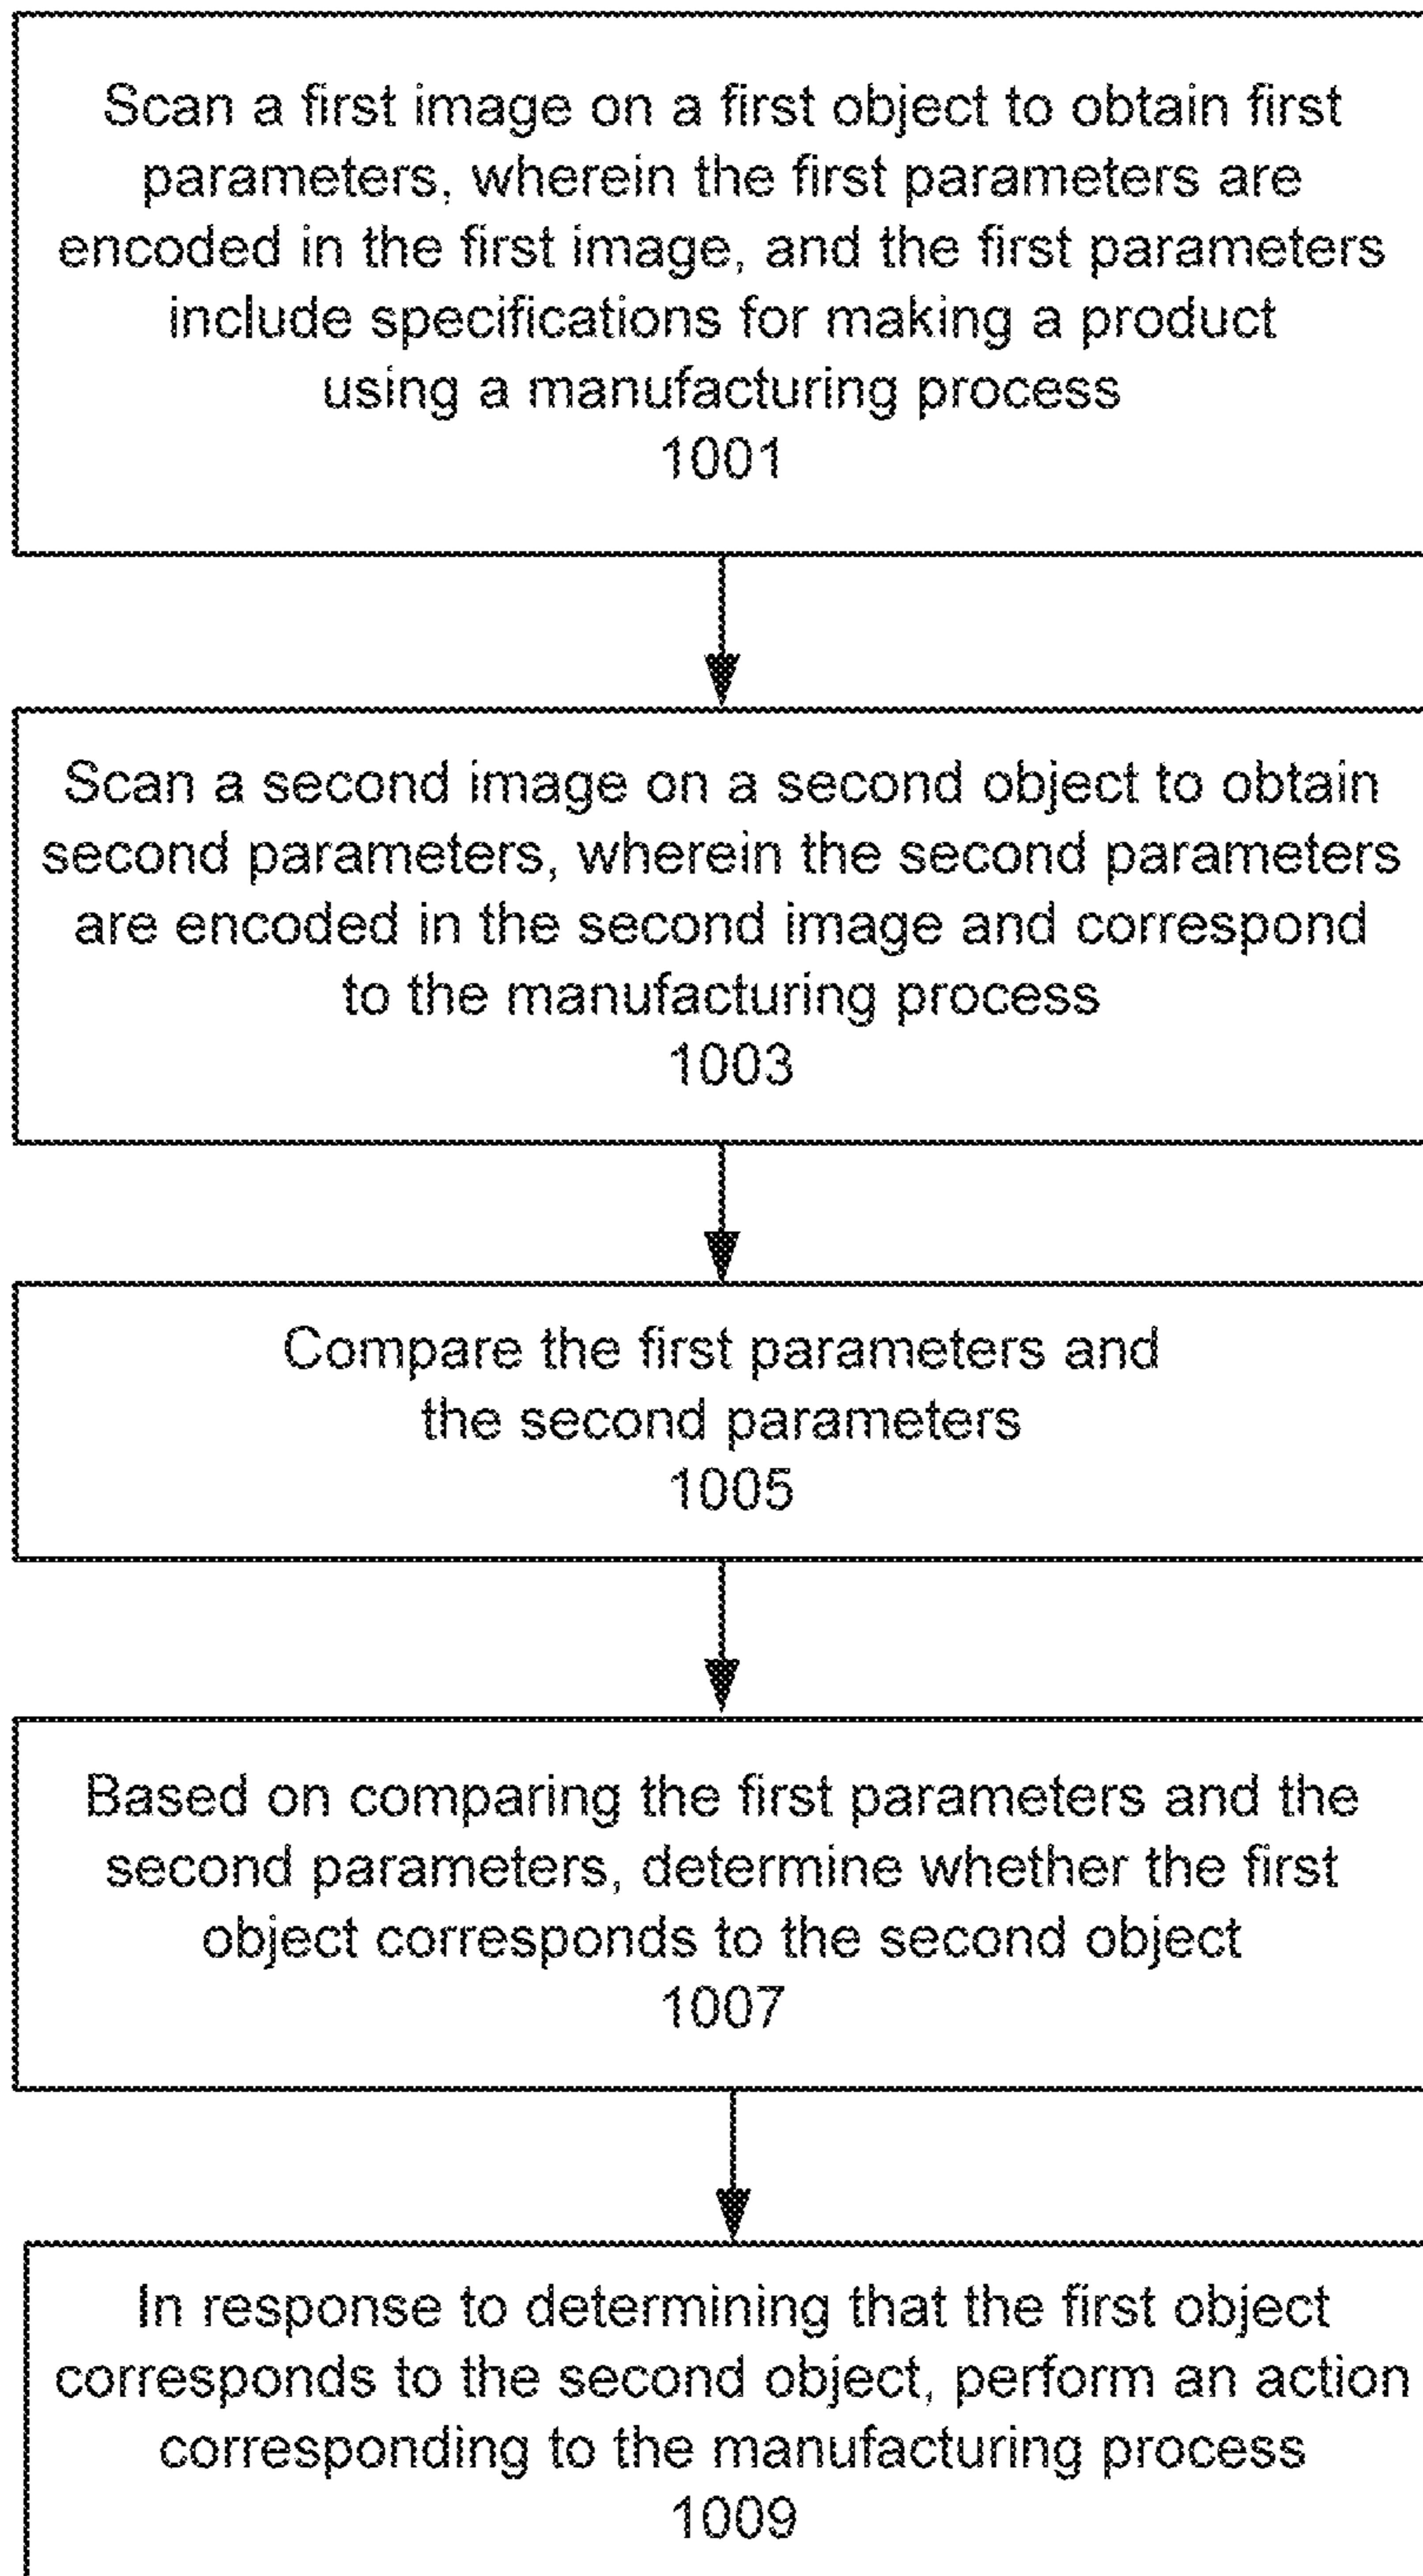 Scan a first image on a first object to obtain first
parameters, wherein the first parameters are
encoded in the first image, and the first parameters
include specifications for making a product
using a manufacturing process
1001
Scan a second image on a second object to obtain
second parameters, wherein the second parameters
are encoded in the second image and correspond
to the manufacturing process
1003
Compare the first parameters and
the second parameters
1005
Based on comparing the first parameters and the
second parameters, determine whether the first
object corresponds to the second object
1007
In response to determining that the first object
corresponds to the second object, perform an action
corresponding to the manufacturing process
1009